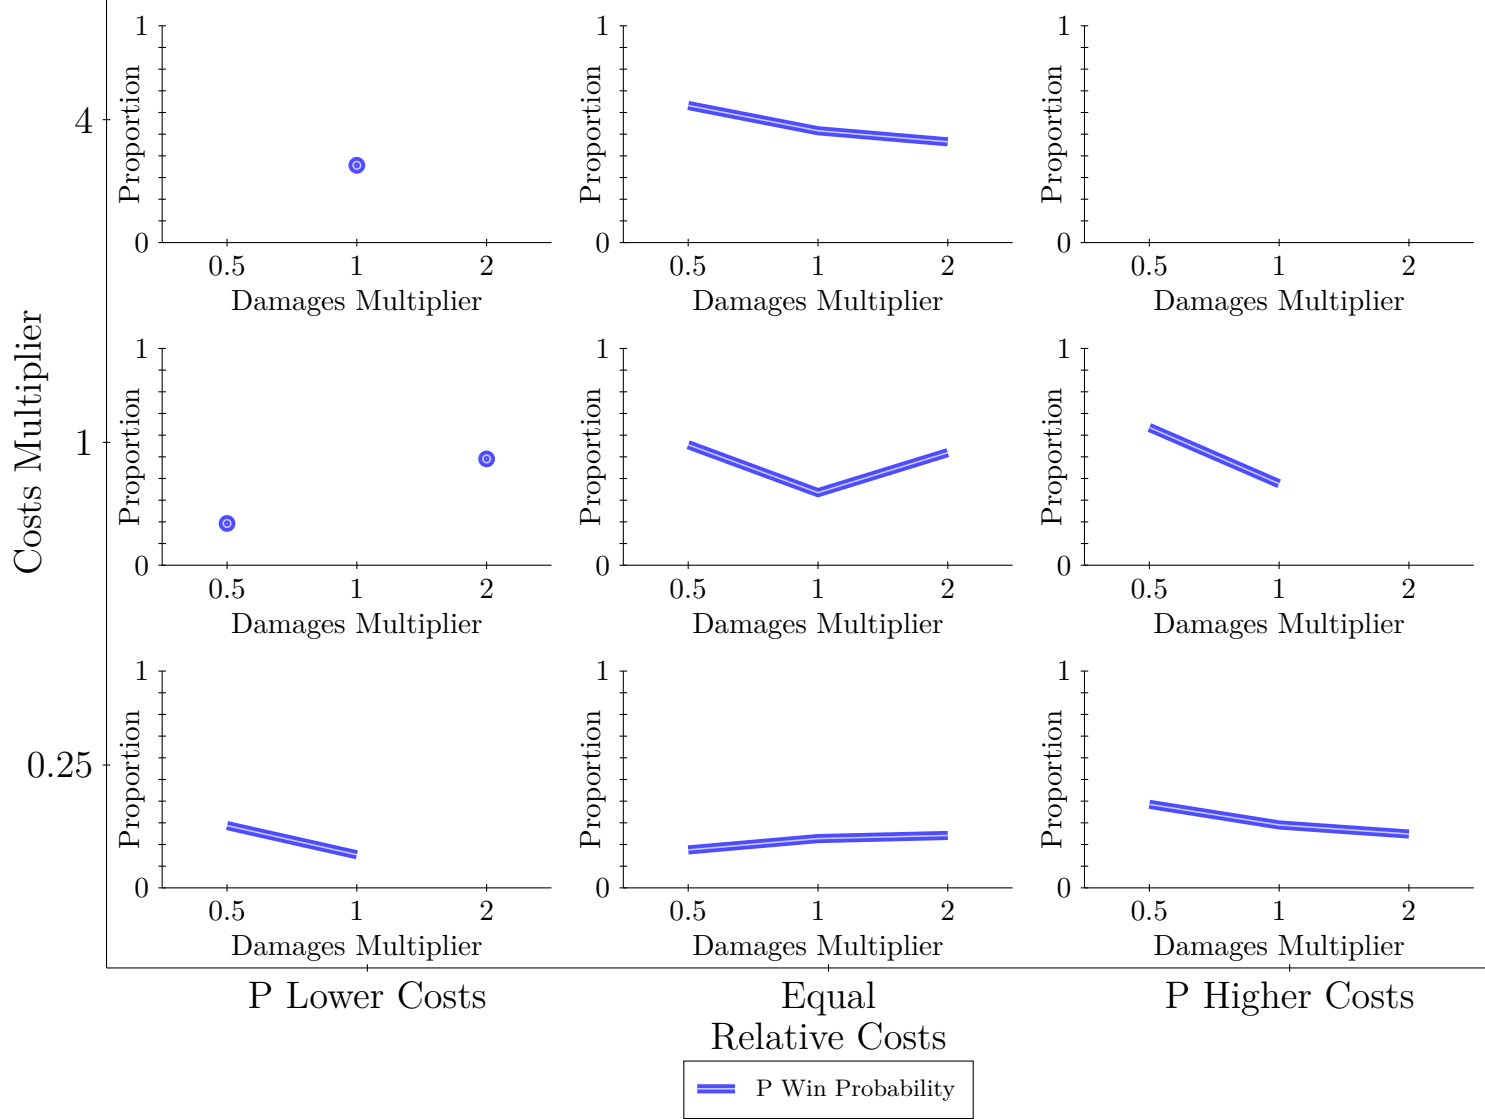 1
Proportion
0
0.5 1 2
Damages Multiplier
1
Proportion
0
0.5 1 2
Damages Multiplier
1
Proportion
0
0.5 1 2
Damages Multiplier
4
1
Proportion
0
0.5 1 2
Damages Multiplier
1
Proportion
0
0.5 1 2
Damages Multiplier
1
Proportion
0
0.5 1 2
Damages Multiplier
1
Costs Multiplier
1
Proportion
0
0.5 1 2
Damages Multiplier
1
Proportion
0
0.5 1 2
Damages Multiplier
1
Proportion
0
0.5 1 2
Damages Multiplier
0.25
P Lower Costs
Equal
P Higher Costs
Relative Costs
P Win Probability